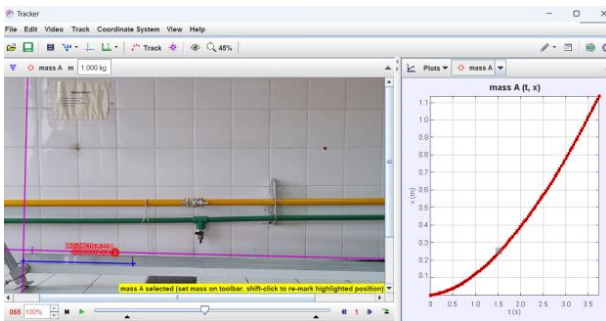 Tracker
File Edit Video Track Coordinate System View Help
Track 45%
mass A m 1.000 kg
Plots mass A
mass A (t, x)
1.1
1.0
0.9
0.8
0.7
0.6
0.5
0.4
0.3
0.2
0.1
x (m)
0 0.5 1.0 1.5 2.0 2.5 3.0 3.5
t (s)
mass A selected (set mass on toolbar, shift-click to re-mark highlighted position)
065 100% 1